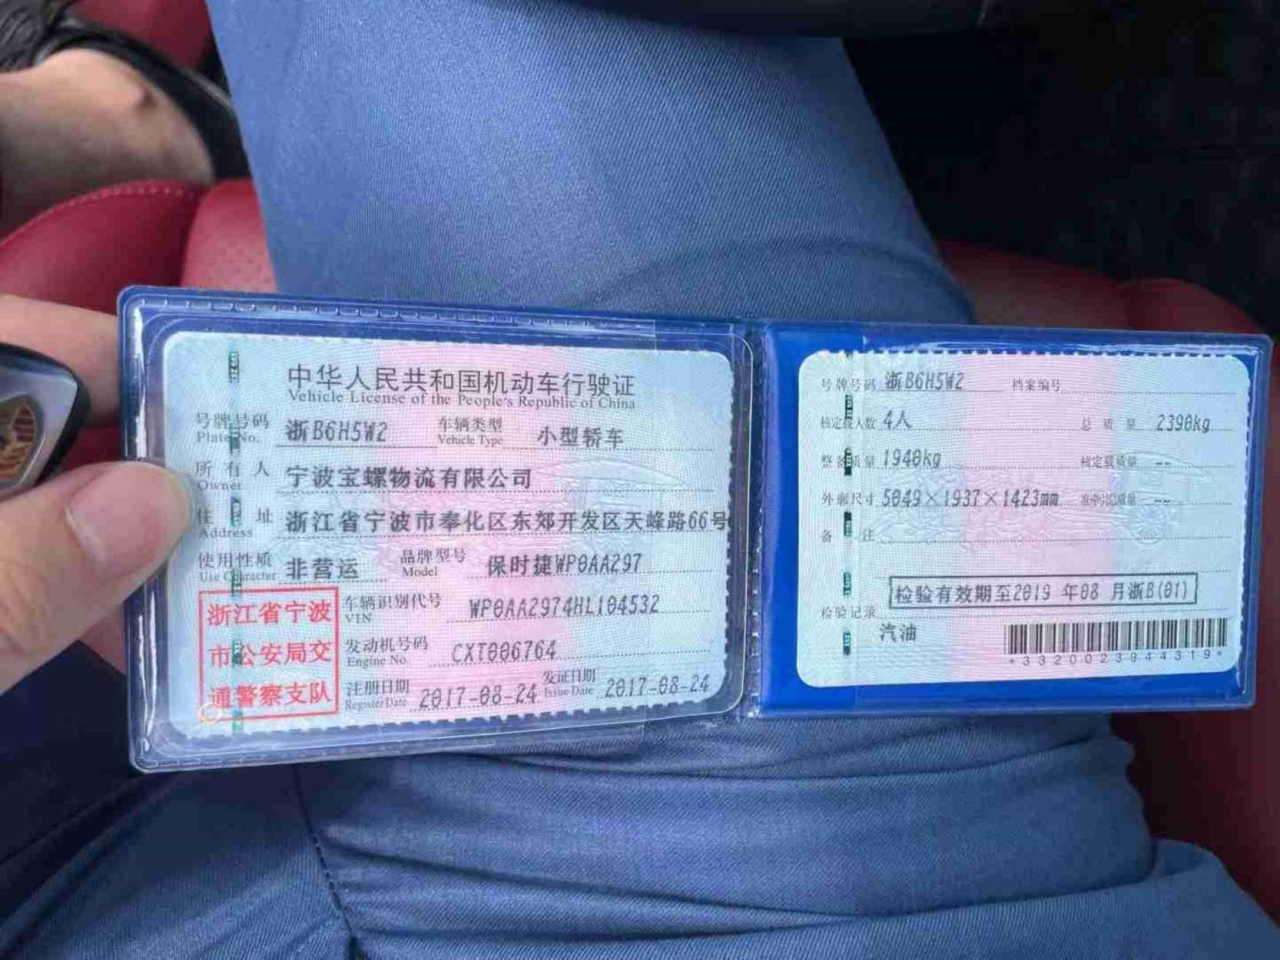 中华人民共和国机动车行驶证
Vehicle License of the People's Republic of China
号牌号码 浙B6H5W2 车辆类型 小型轿车
Plate No. Vehicle Type
所有人 宁波宝螺物流有限公司
Owner
住址 浙江省宁波市奉化区东郊开发区天峰路66号
Address
使用性质 非营运 品牌型号 保时捷WP0AA297
Use Character Model
浙江省宁波
市公安局交
通警察支队
车辆识别代号 WP0AA2974HL104532
VIN
发动机号码 CXT006764
Engine No.
注册日期 2017-08-24 发证日期 2017-08-24
Register Date Issue Date
号牌号码 浙B6H5W2 档案编号
核定载人数 4人 总质量 2390kg
整备质量 1940kg 核定载质量 --
外廓尺寸 5049×1937×1423mm 准牵引总质量 --
备注
检验有效期至2019年08月浙B(01)
检验记录
汽油
*3320023944319*